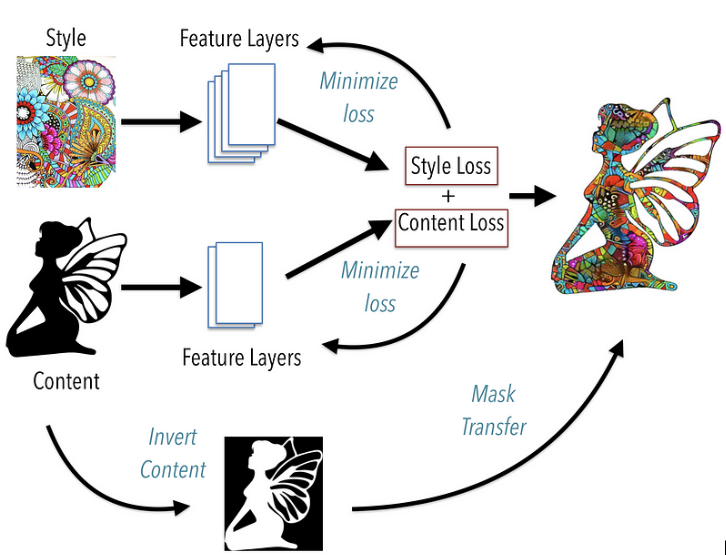 Style
Feature Layers
Minimize
loss
Style Loss
+
Content Loss
Minimize
loss
Feature Layers
Content
Invert
Content
Mask
Transfer